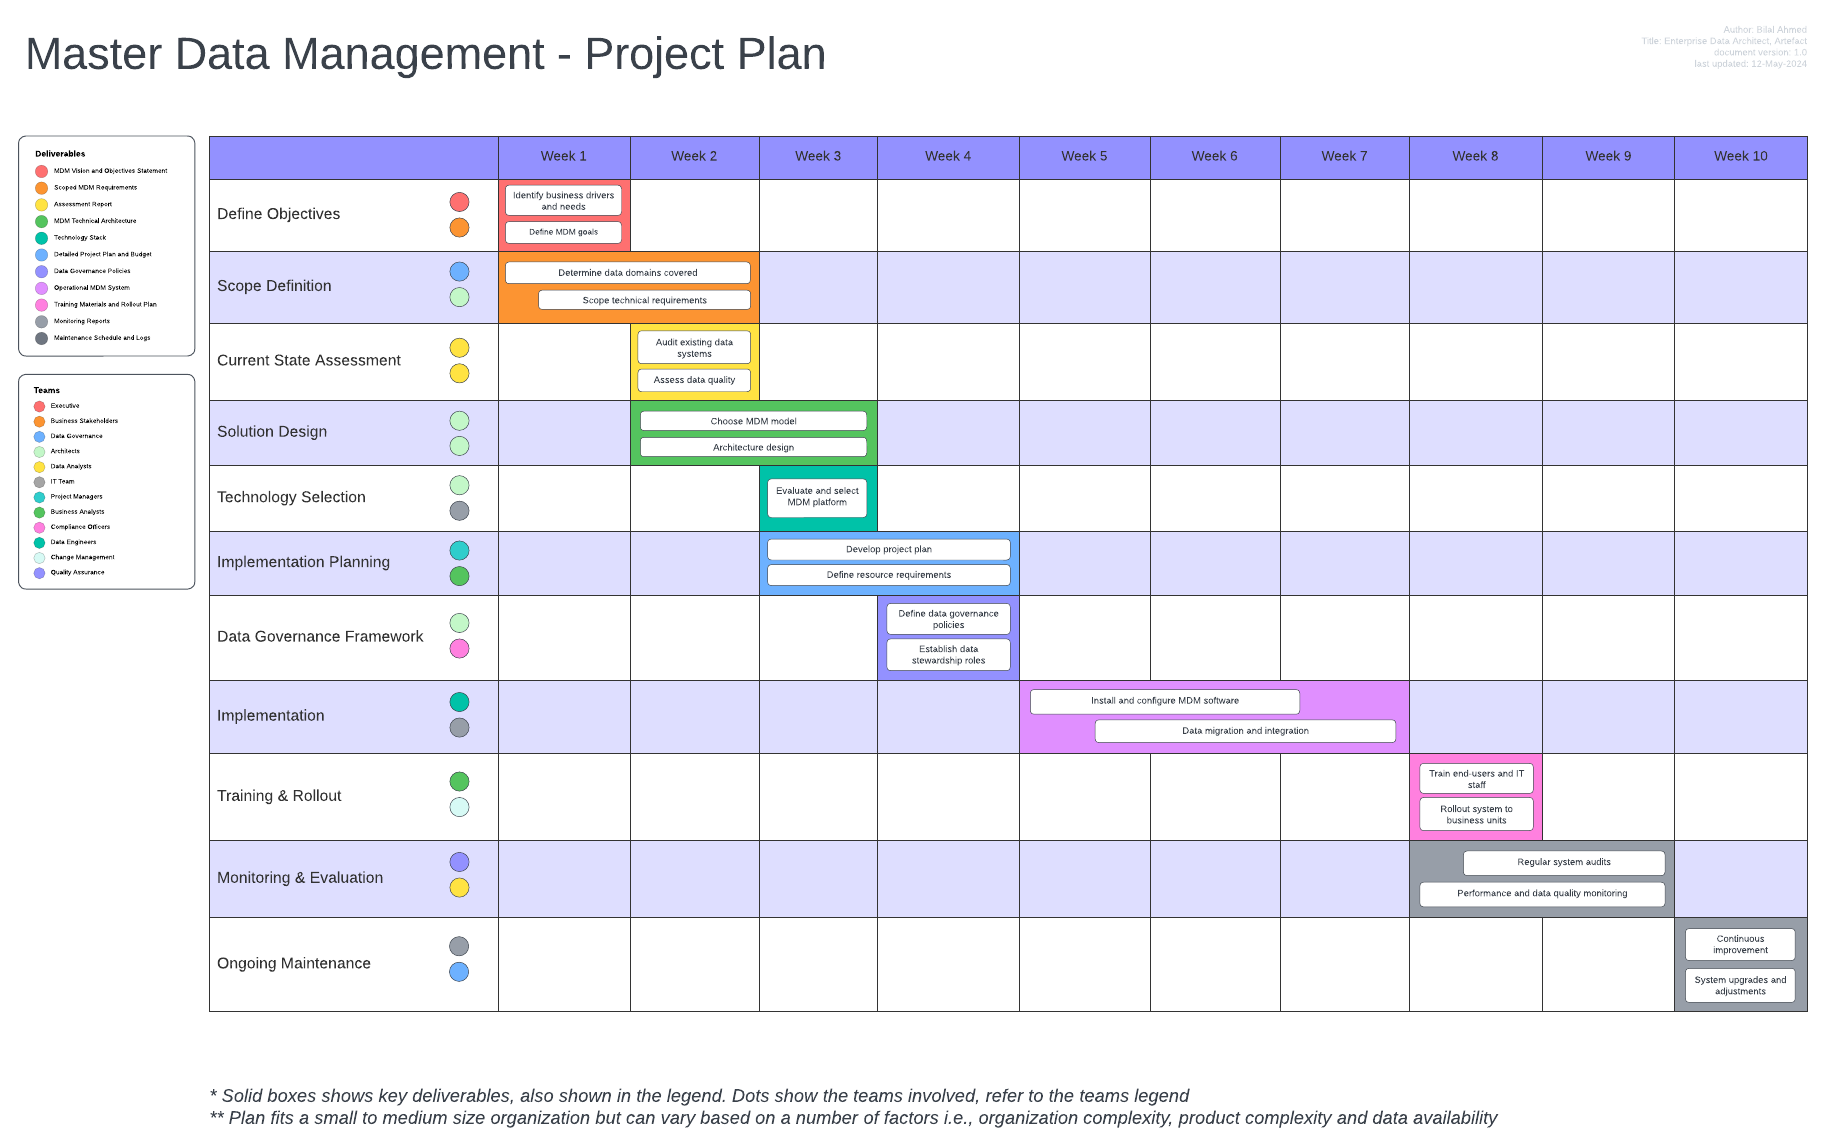 Master Data Management - Project Plan
Author: Bilal Ahmed
Title: Enterprise Data Architect, Artefact
document version: 1.0
last updated: 12-May-2024
Deliverables
MDM Vision and Objectives Statement
Scoped MDM Requirements
Assessment Report
MDM Technical Architecture
Technology Stack
Detailed Project Plan and Budget
Data Governance Policies
Operational MDM System
Training Materials and Rollout Plan
Monitoring Reports
Maintenance Schedule and Logs
Teams
Executive
Business Stakeholders
Data Governance
Architects
Data Analysts
IT Team
Project Managers
Business Analysts
Compliance Officers
Data Engineers
Change Management
Quality Assurance
Week 1
Week 2
Week 3
Week 4
Week 5
Week 6
Week 7
Week 8
Week 9
Week 10
Define Objectives
Identify business drivers
and needs
Define MDM goals
Scope Definition
Determine data domains covered
Scope technical requirements
Current State Assessment
Audit existing data
systems
Assess data quality
Solution Design
Choose MDM model
Architecture design
Technology Selection
Evaluate and select
MDM platform
Implementation Planning
Develop project plan
Define resource requirements
Data Governance Framework
Define data governance
policies
Establish data
stewardship roles
Implementation
Install and configure MDM software
Data migration and integration
Training & Rollout
Train end-users and IT
staff
Rollout system to
business units
Monitoring & Evaluation
Regular system audits
Performance and data quality monitoring
Ongoing Maintenance
Continuous
improvement
System upgrades and
adjustments
* Solid boxes shows key deliverables, also shown in the legend. Dots show the teams involved, refer to the teams legend
** Plan fits a small to medium size organization but can vary based on a number of factors i.e., organization complexity, product complexity and data availability